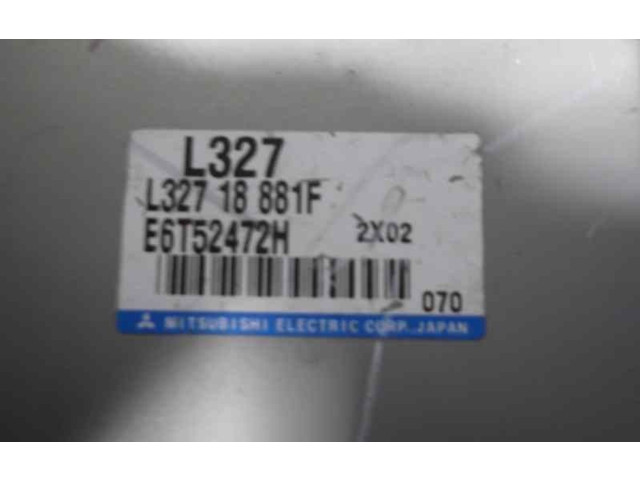 L327
L327 18 881F
E6T52472H 2X02
070
MITSUBISHI ELECTRIC CORP., JAPAN